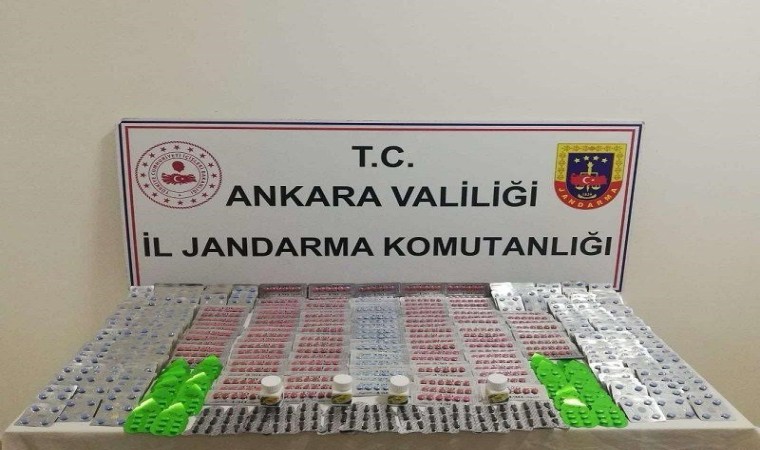 T.C.
ANKARA VALİLİĞİ
İL JANDARMA KOMUTANLIĞI
JANDARMA